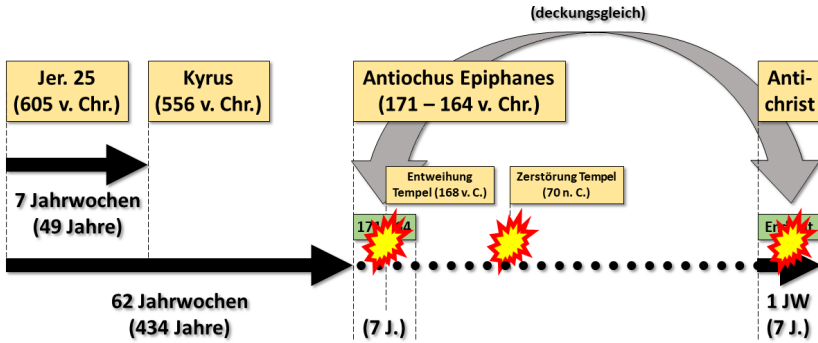 (deckungsgleich)
Jer. 25
(605 v. Chr.)
Kyrus
(556 v. Chr.)
Antiochus Epiphanes
(171 – 164 v. Chr.)
Anti-
christ
Entweihung
Tempel (168 v. C.)
Zerstörung Tempel
(70 n. C.)
7 Jahrwochen
(49 Jahre)
62 Jahrwochen
(434 Jahre)
(7 J.)
1 JW
(7 J.)